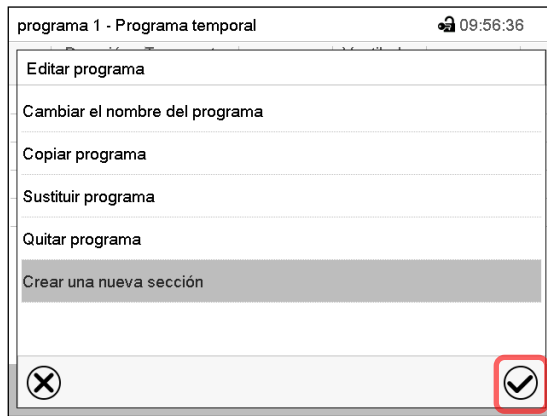 programa 1 - Programa temporal 09:56:36
Editar programa
Cambiar el nombre del programa
Copiar programa
Sustituir programa
Quitar programa
Crear una nueva sección